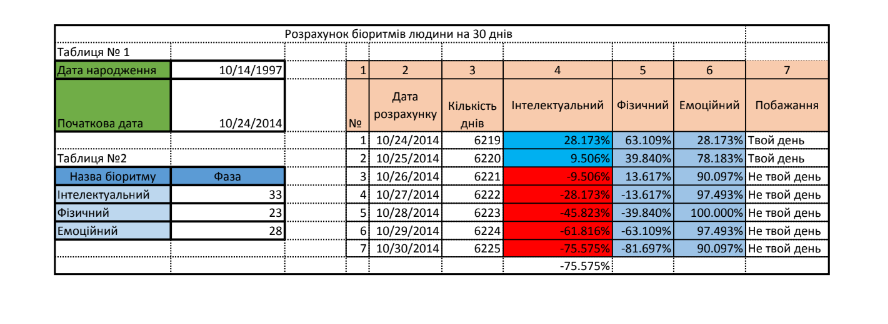 Розрахунок біоритмів людини на 30 днів
Таблиця № 1
Дата народження 10/14/1997 1 2 3 4 5 6 7
Початкова дата 10/24/2014 № Дата розрахунку Кількість днів Інтелектуальний Фізичний Емоційний Побажання
1 10/24/2014 6219 28.173% 63.109% 28.173% Твой день
Таблиця №2 2 10/25/2014 6220 9.506% 39.840% 78.183% Твой день
Назва біоритму Фаза 3 10/26/2014 6221 -9.506% 13.617% 90.097% Не твой день
Інтелектуальний 33 4 10/27/2014 6222 -28.173% -13.617% 97.493% Не твой день
Фізичний 23 5 10/28/2014 6223 -45.823% -39.840% 100.000% Не твой день
Емоційний 28 6 10/29/2014 6224 -61.816% -63.109% 97.493% Не твой день
7 10/30/2014 6225 -75.575% -81.697% 90.097% Не твой день
-75.575%